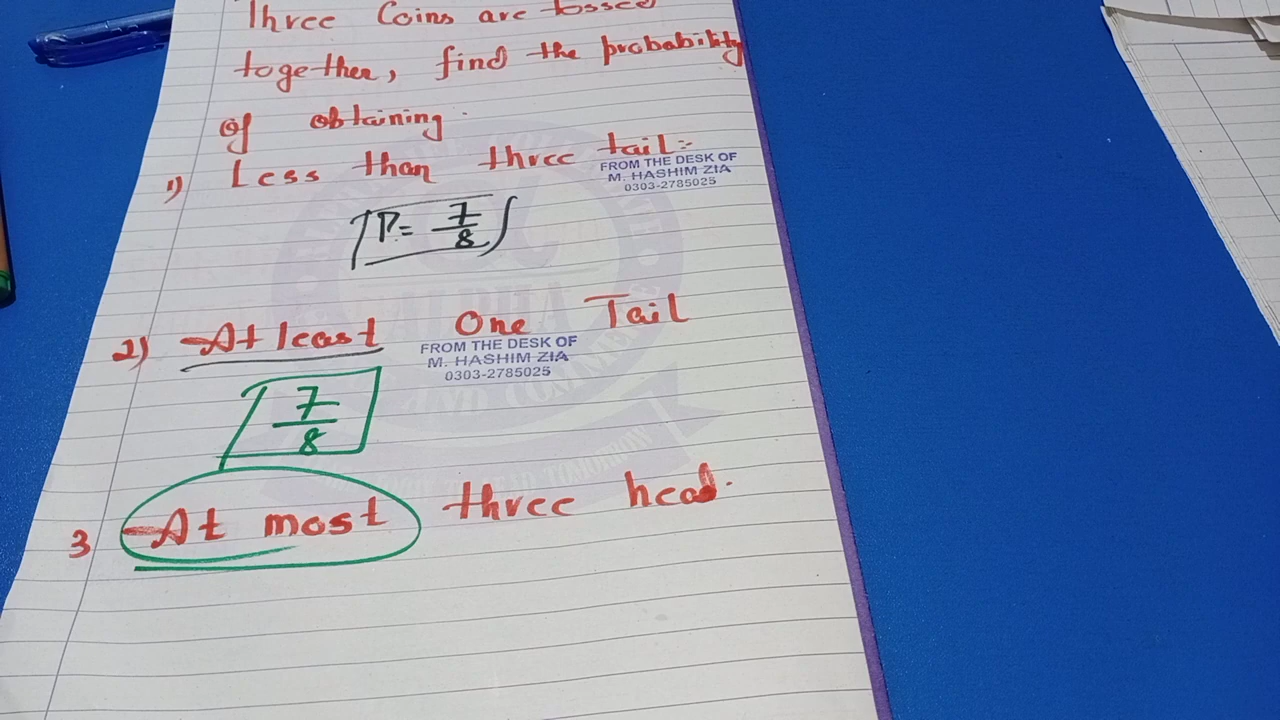 Three Coins are tossed
together, find the probability
of obtaining.
1) Less than three tail:-
FROM THE DESK OF
M. HASHIM ZIA
0303-2785025
P = 7/8
2) At least One Tail
FROM THE DESK OF
M. HASHIM ZIA
0303-2785025
7/8
3 At most three head.